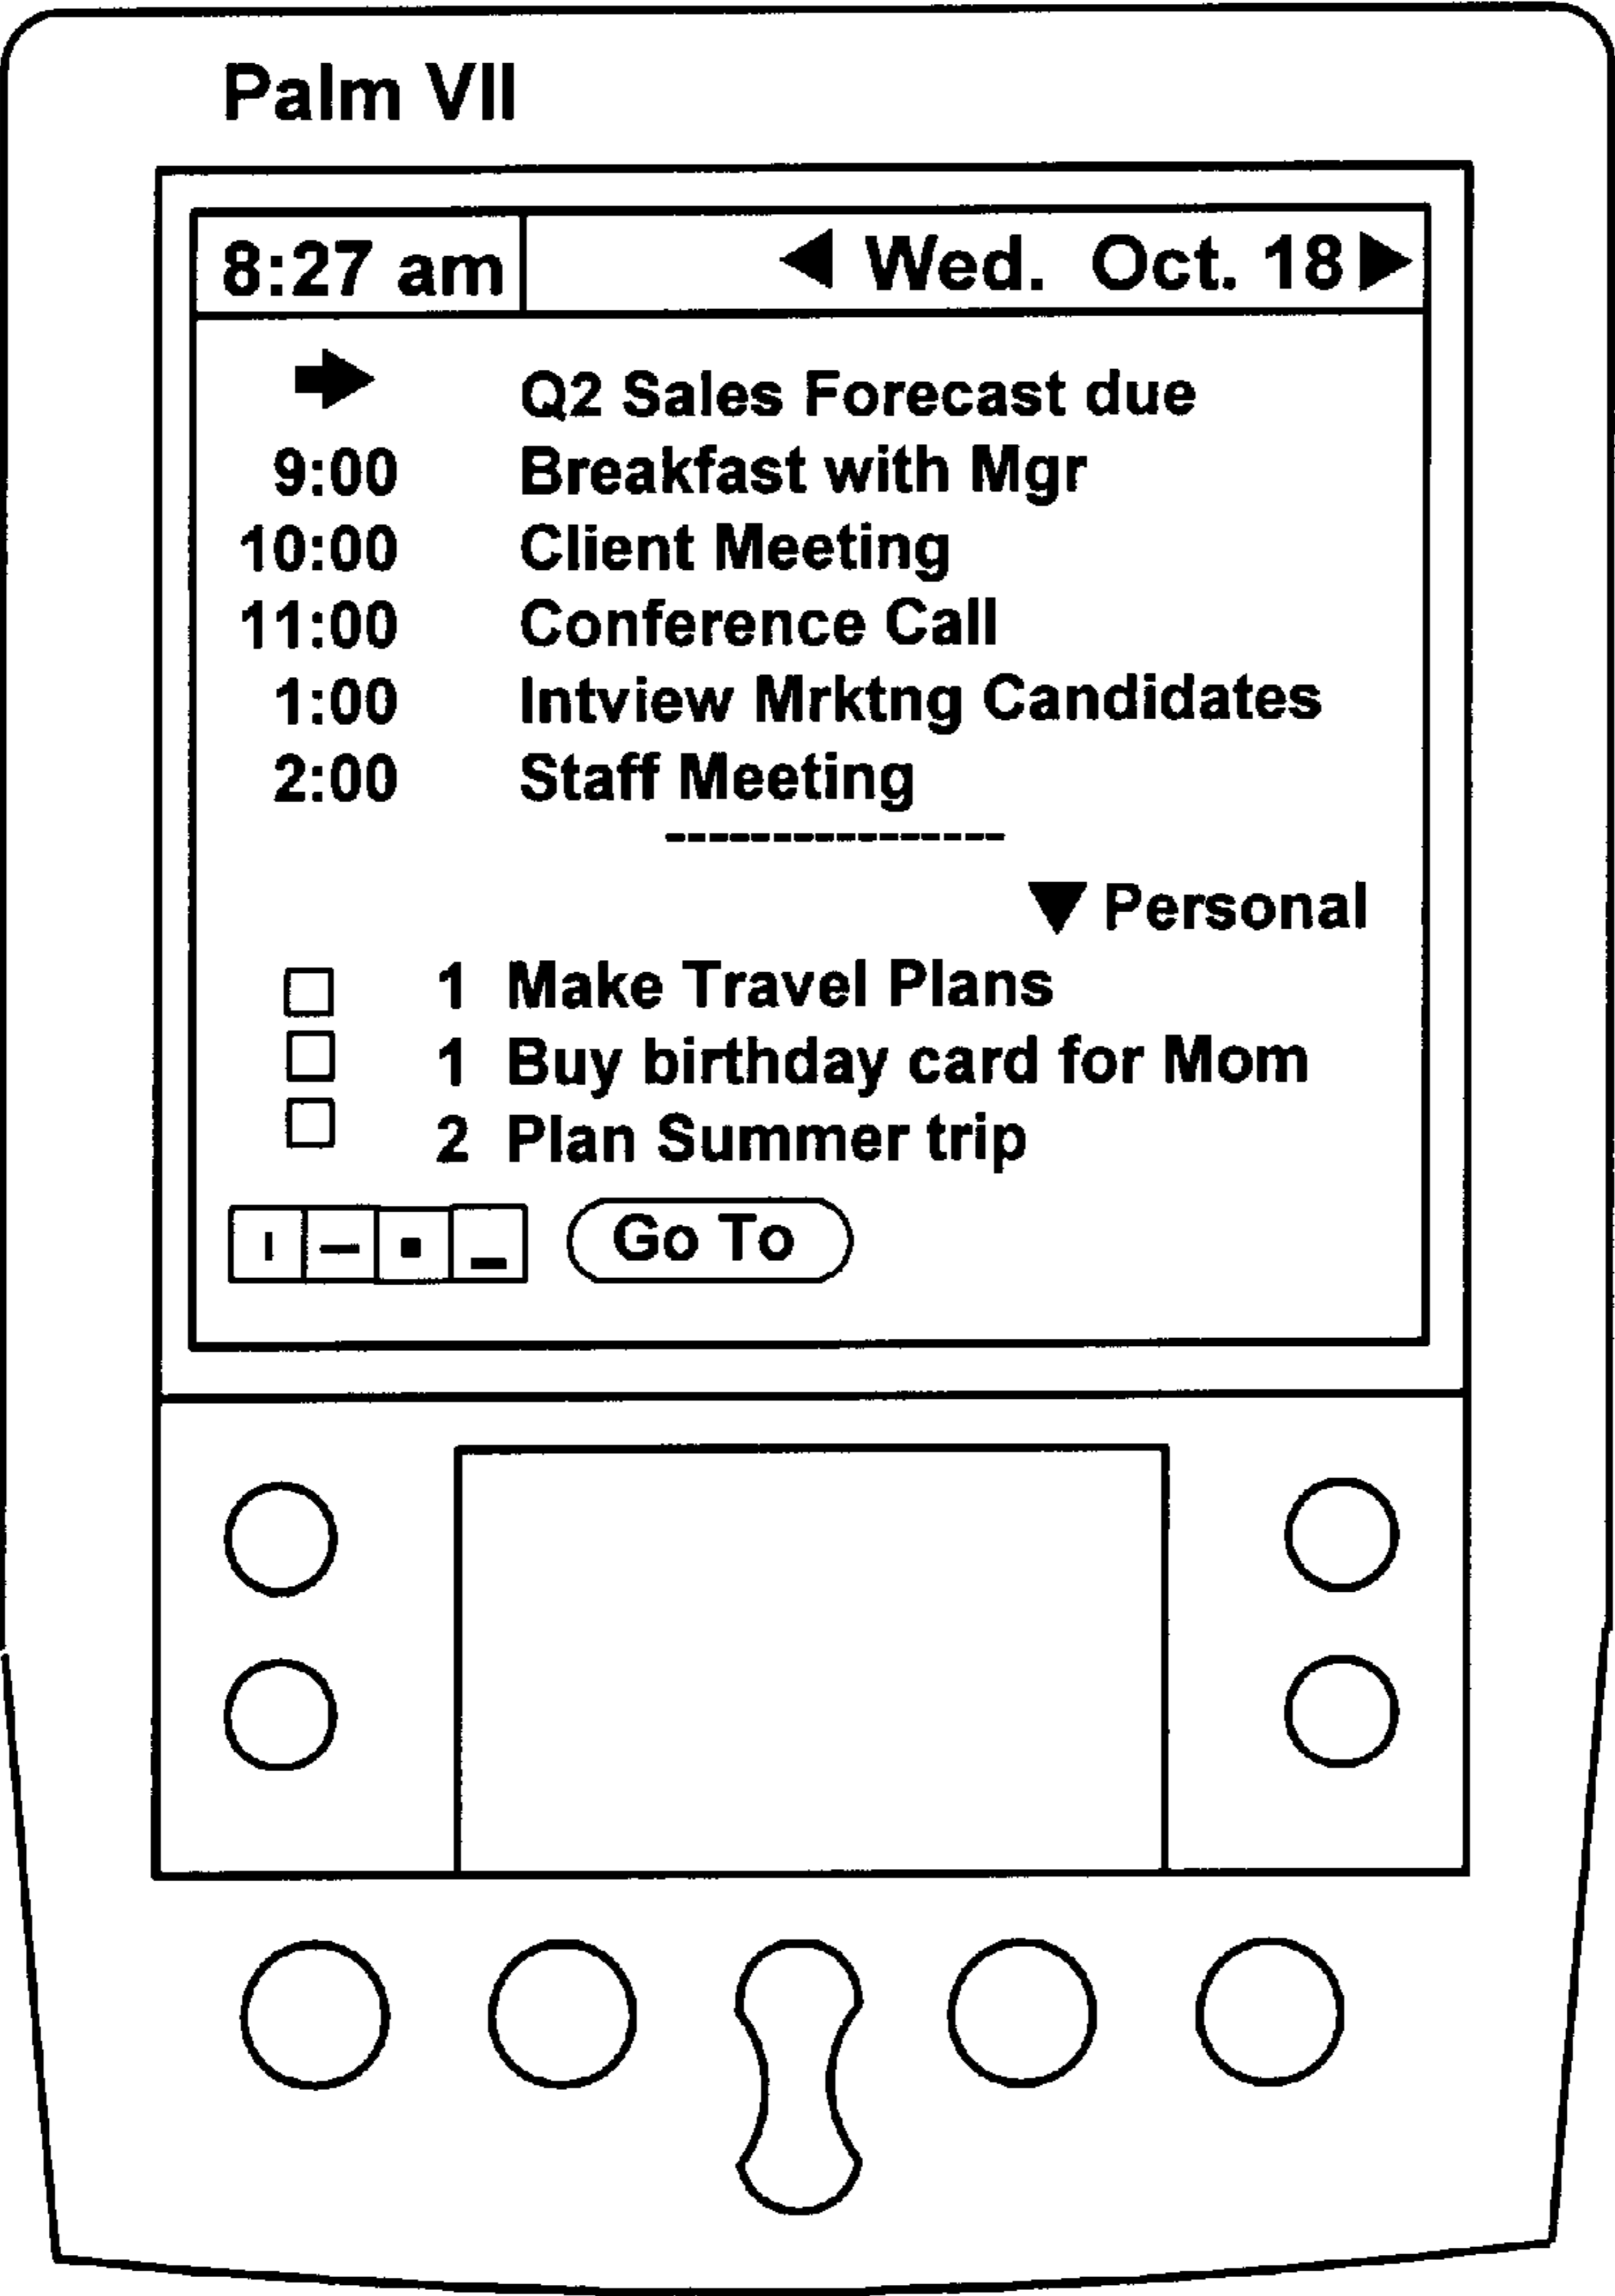 Palm VII
8:27 am Wed. Oct. 18
Q2 Sales Forecast due
9:00 Breakfast with Mgr
10:00 Client Meeting
11:00 Conference Call
1:00 Intview Mrktng Candidates
2:00 Staff Meeting
----------------
Personal
1 Make Travel Plans
1 Buy birthday card for Mom
2 Plan Summer trip
Go To